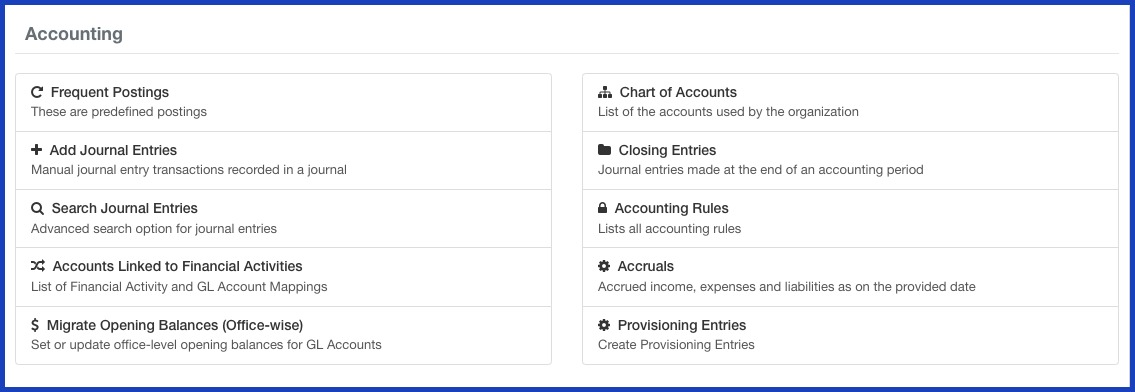 Accounting
Frequent Postings
These are predefined postings
Add Journal Entries
Manual journal entry transactions recorded in a journal
Search Journal Entries
Advanced search option for journal entries
Accounts Linked to Financial Activities
List of Financial Activity and GL Account Mappings
$ Migrate Opening Balances (Office-wise)
Set or update office-level opening balances for GL Accounts
Chart of Accounts
List of the accounts used by the organization
Closing Entries
Journal entries made at the end of an accounting period
Accounting Rules
Lists all accounting rules
Accruals
Accrued income, expenses and liabilities as on the provided date
Provisioning Entries
Create Provisioning Entries